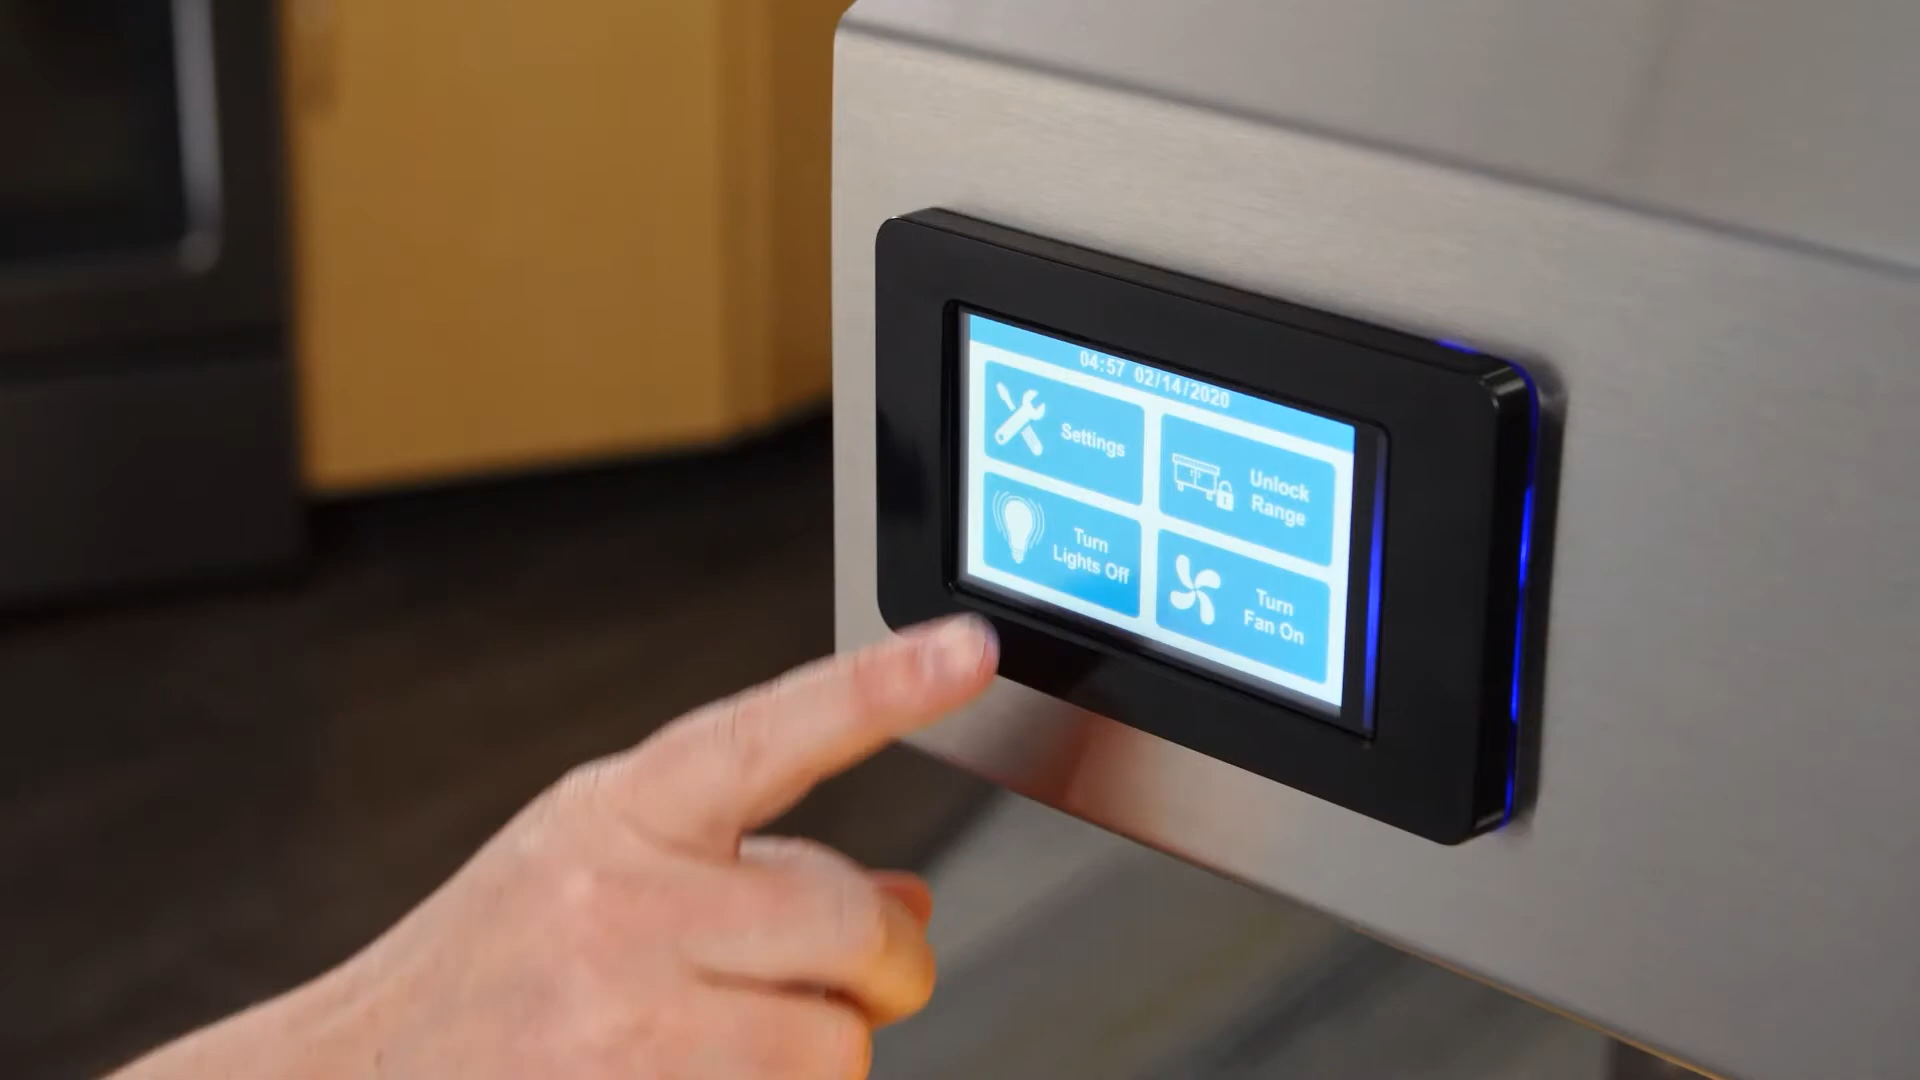 04:57 02/14/2020
Settings
Unlock
Range
Turn
Lights Off
Turn
Fan On